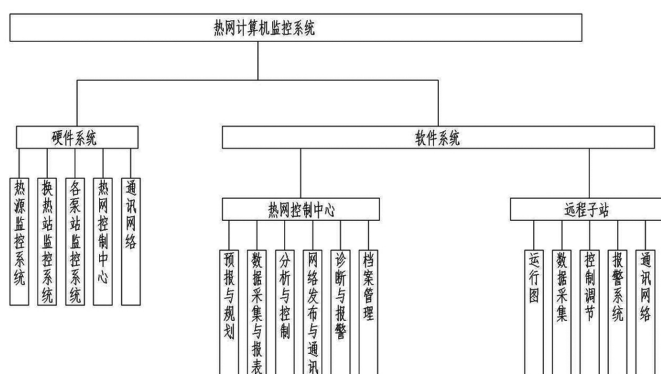 热网计算机监控系统
硬件系统
软件系统
热源监控系统
换热站监控系统
各泵站监控系统
热网控制中心
通讯网络
热网控制中心
远程子站
预报与规划
数据采集与报表
分析与控制
网络发布与通讯
诊断与报警
档案管理
运行图
数据采集
控制调节
报警系统
通讯网络